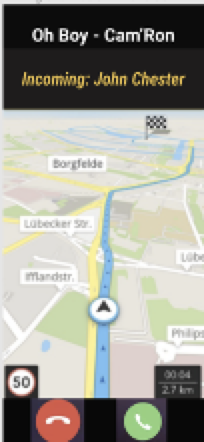 Oh Boy - Cam'Ron
Incoming: John Chester
Borgfelde
Lübecker Str.
Lübe
Ifflandstr.
Philips
50
00:04
2.7 km